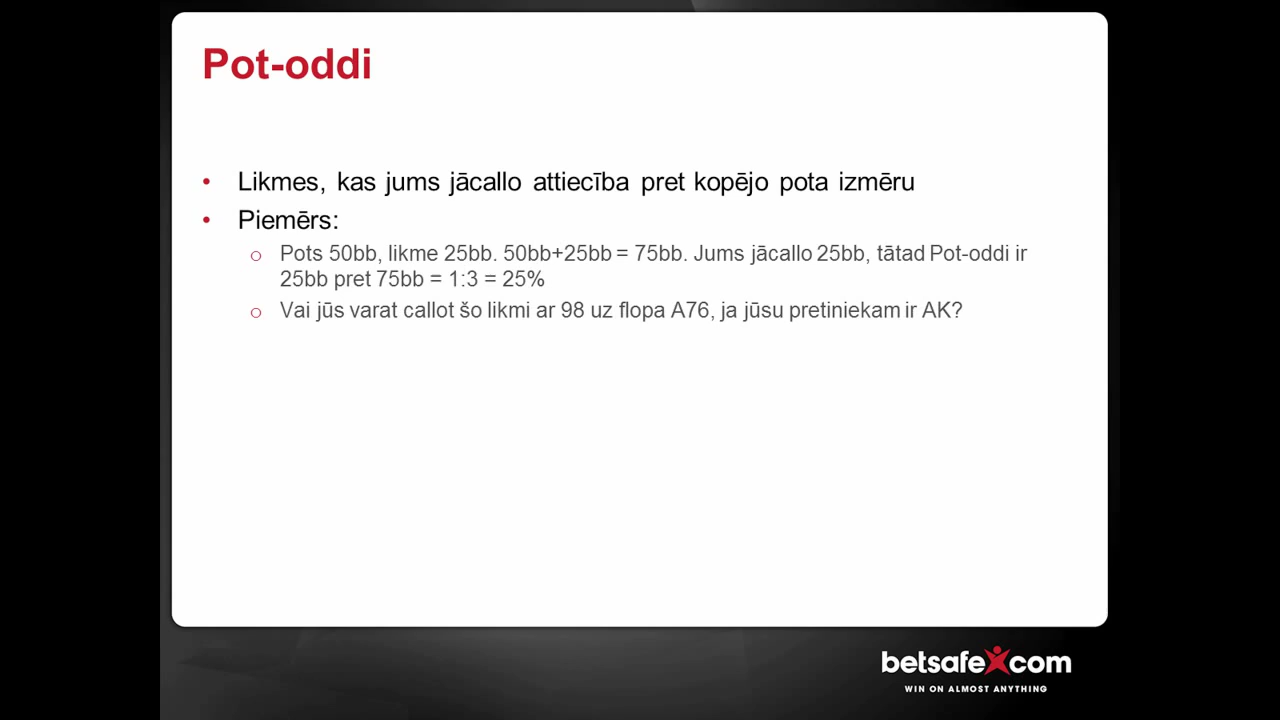 Pot-oddi
• Likmes, kas jums jācallo attiecība pret kopējo pota izmēru
• Piemērs:
o Pots 50bb, likme 25bb. 50bb+25bb = 75bb. Jums jācallo 25bb, tātad Pot-oddi ir
25bb pret 75bb = 1:3 = 25%
o Vai jūs varat callot šo likmi ar 98 uz flopa A76, ja jūsu pretiniekam ir AK?
betsafe.com
WIN ON ALMOST ANYTHING